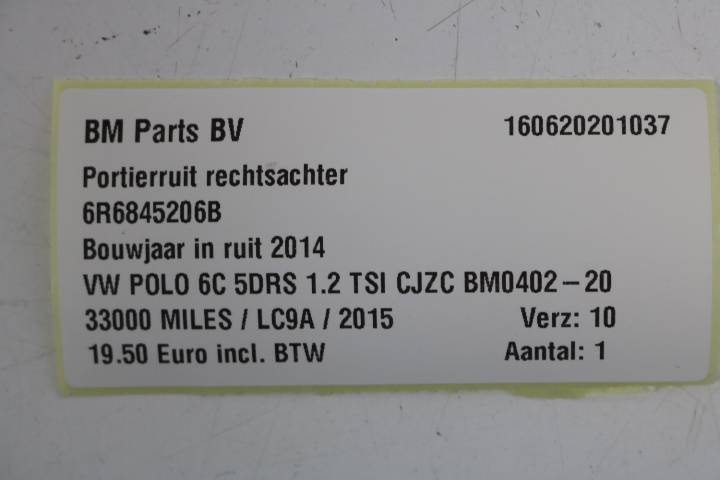 BM Parts BV 160620201037
Portierruit rechtsachter
6R6845206B
Bouwjaar in ruit 2014
VW POLO 6C 5DRS 1.2 TSI CJZC BM0402-20
33000 MILES / LC9A / 2015 Verz: 10
19.50 Euro incl. BTW Aantal: 1